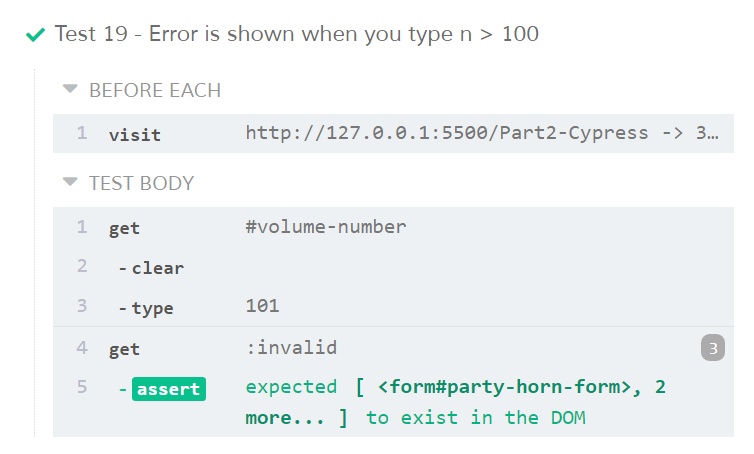 Test 19 - Error is shown when you type n > 100
BEFORE EACH
1 visit http://127.0.0.1:5500/Part2-Cypress -> 3…
TEST BODY
1 get #volume-number
2 - clear
3 - type 101
4 get :invalid 3
5 - assert expected [ <form#party-horn-form>, 2
more... ] to exist in the DOM